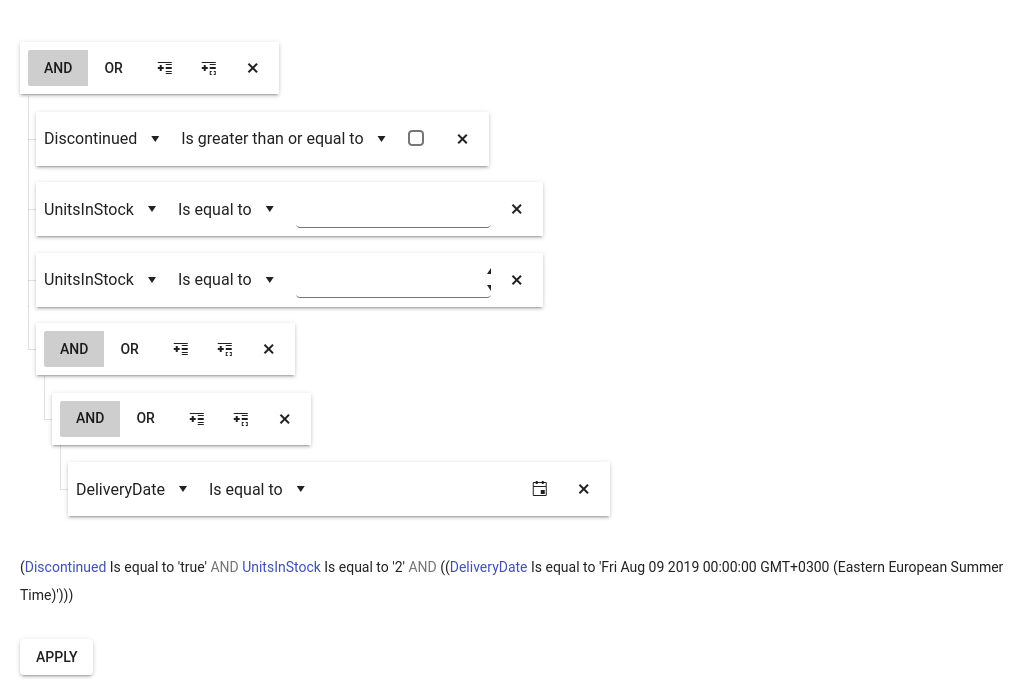 AND OR
Discontinued Is greater than or equal to
UnitsInStock Is equal to
UnitsInStock Is equal to
AND OR
AND OR
DeliveryDate Is equal to
(Discontinued Is equal to 'true' AND UnitsInStock Is equal to '2' AND ((DeliveryDate Is equal to 'Fri Aug 09 2019 00:00:00 GMT+0300 (Eastern European Summer
Time)')))
APPLY